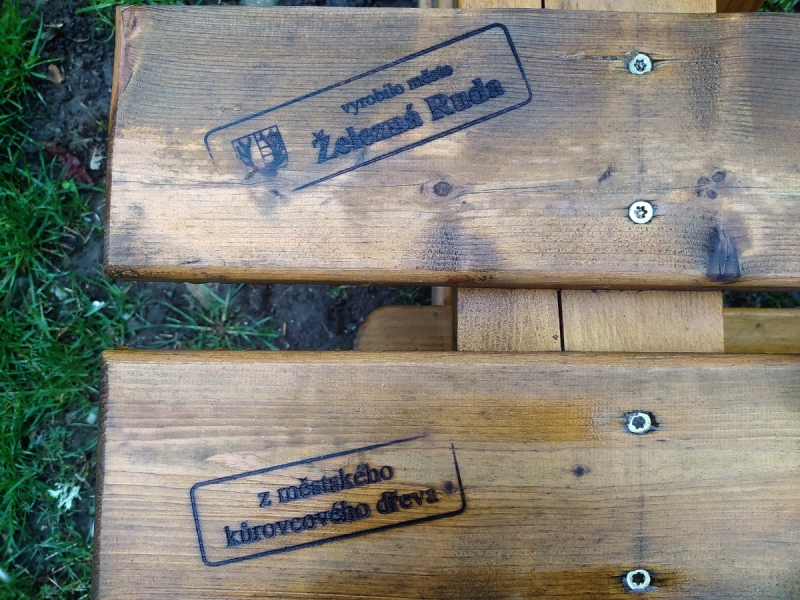 vyrobilo město
Železná Ruda
z městského
kůrovcového dřeva